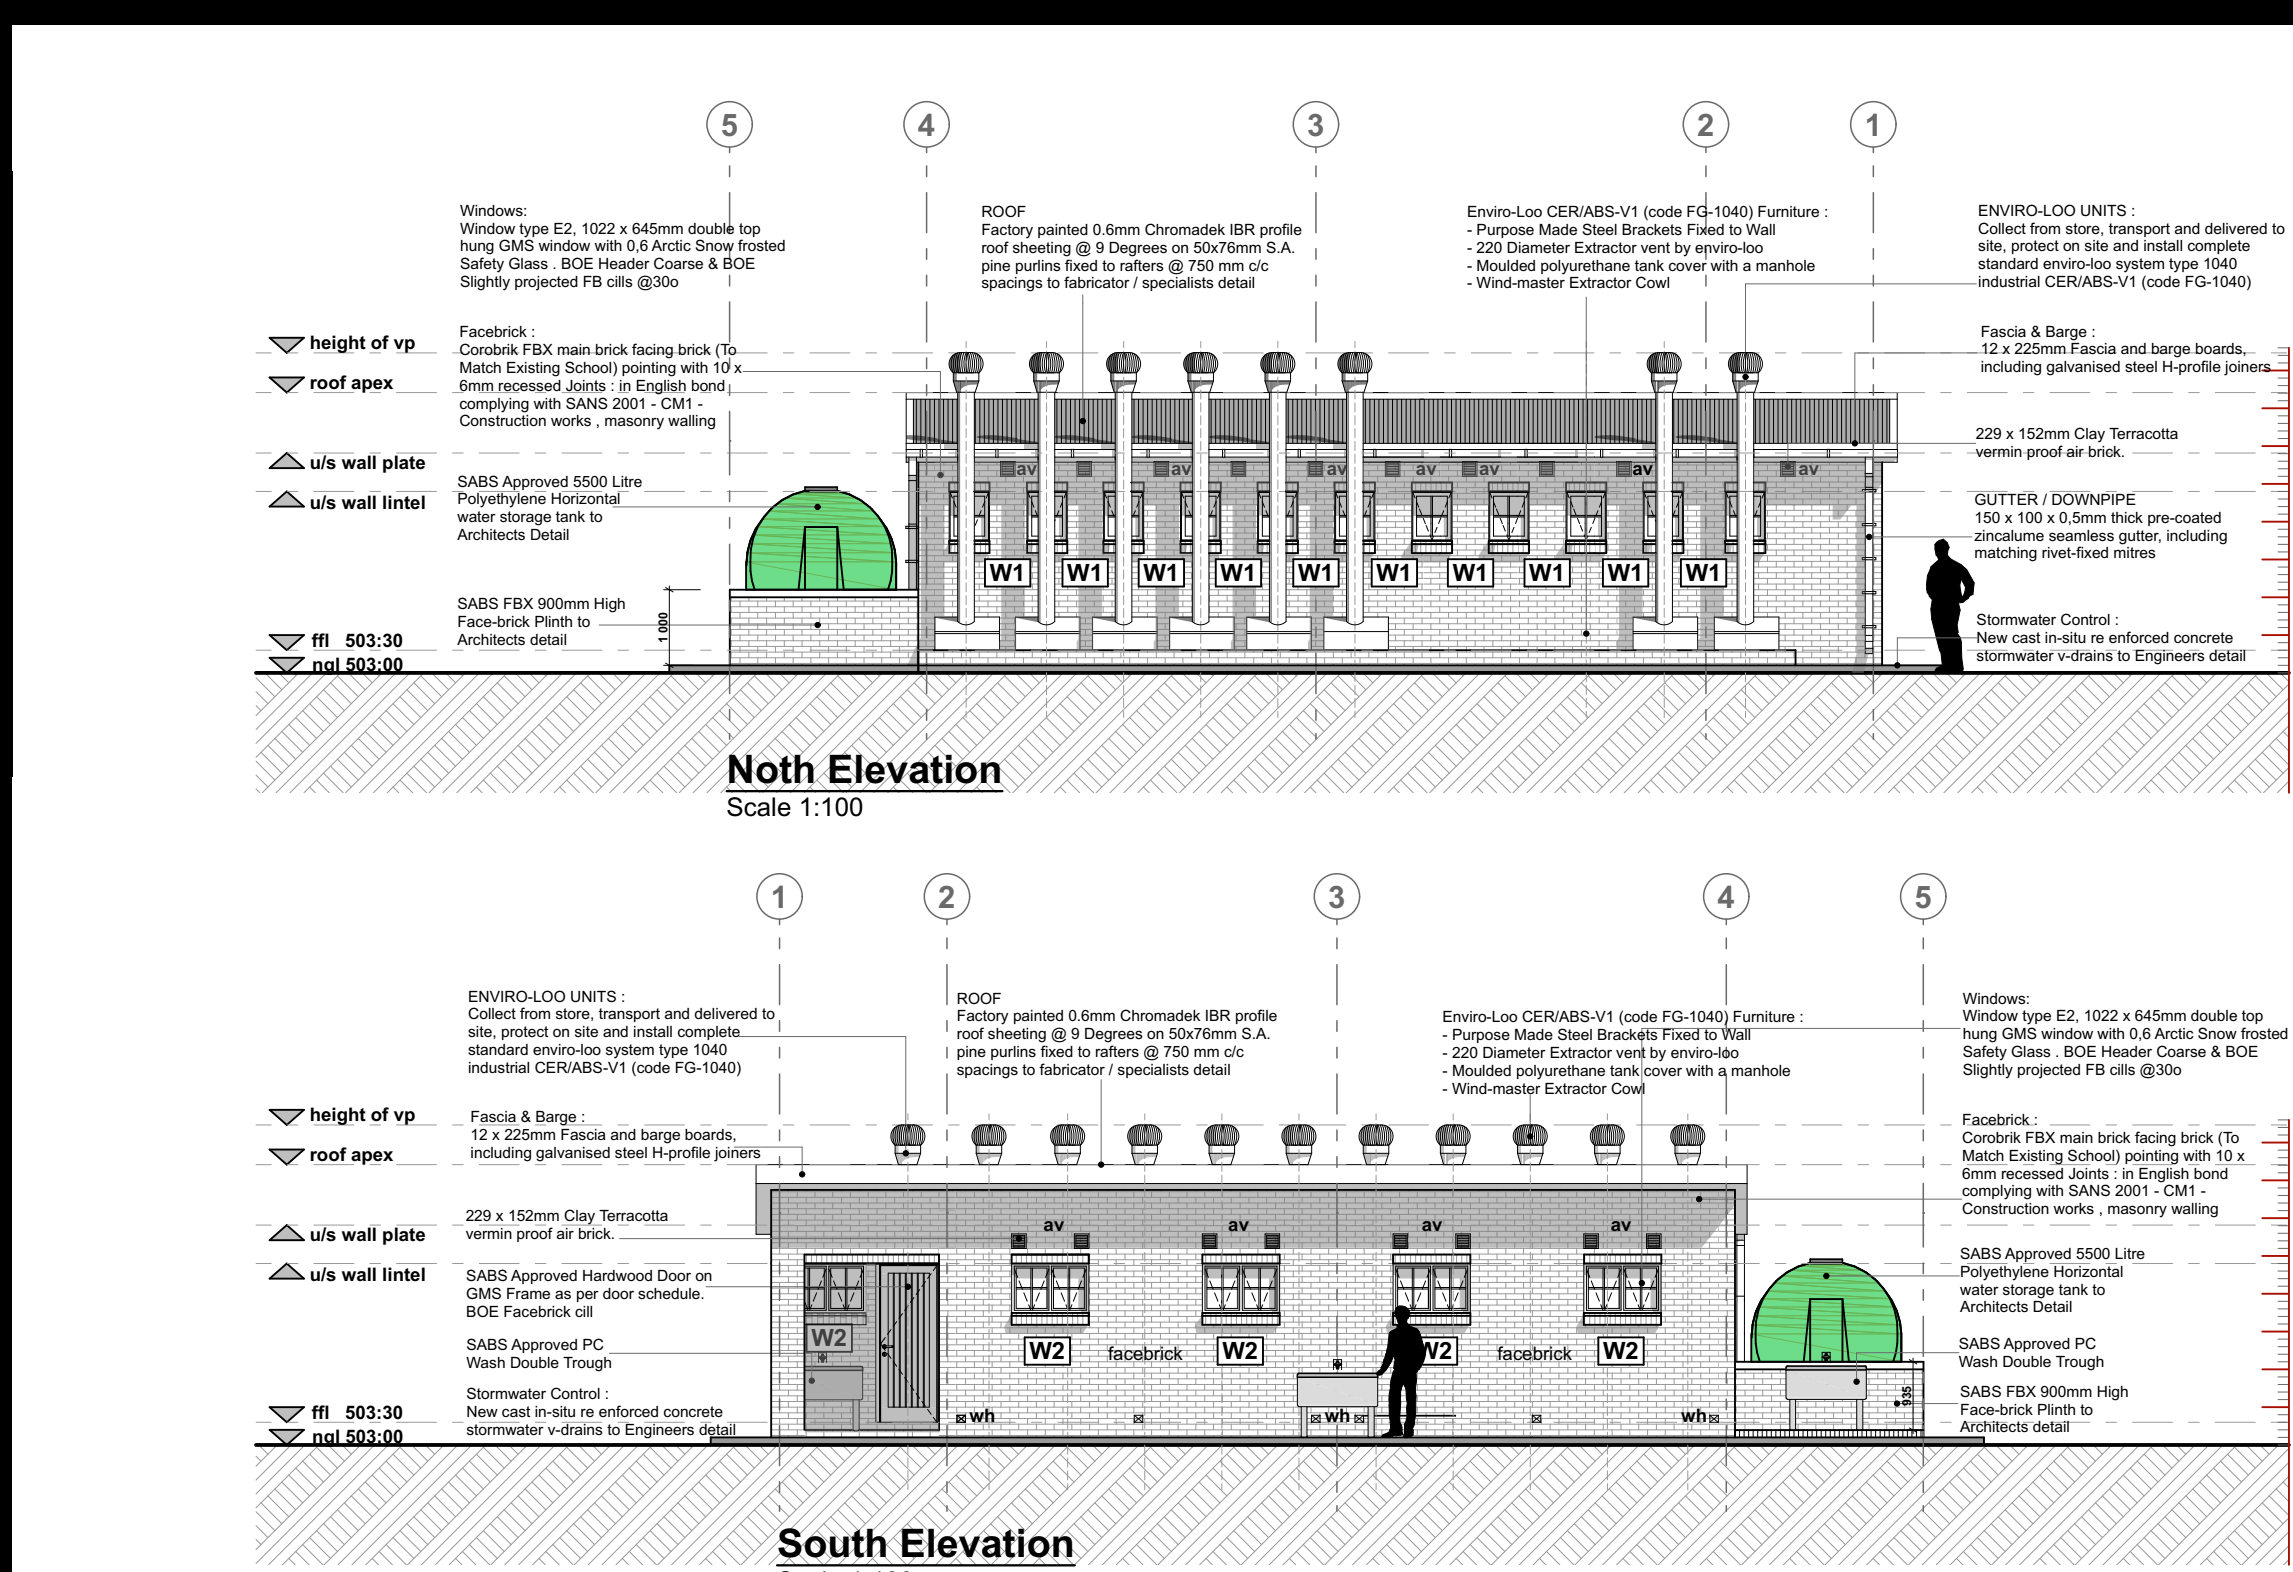 5 4 3 2 1
Windows:
Window type E2, 1022 x 645mm double top
hung GMS window with 0,6 Arctic Snow frosted
Safety Glass . BOE Header Coarse & BOE
Slightly projected FB cills @30o
ROOF
Factory painted 0.6mm Chromadek IBR profile
roof sheeting @ 9 Degrees on 50x76mm S.A.
pine purlins fixed to rafters @ 750 mm c/c
spacings to fabricator / specialists detail
Enviro-Loo CER/ABS-V1 (code FG-1040) Furniture :
- Purpose Made Steel Brackets Fixed to Wall
- 220 Diameter Extractor vent by enviro-loo
- Moulded polyurethane tank cover with a manhole
- Wind-master Extractor Cowl
ENVIRO-LOO UNITS :
Collect from store, transport and delivered to
site, protect on site and install complete
standard enviro-loo system type 1040
industrial CER/ABS-V1 (code FG-1040)
height of vp
roof apex
u/s wall plate
u/s wall lintel
ffl 503:30
ngl 503:00
Facebrick :
Corobrik FBX main brick facing brick (To
Match Existing School) pointing with 10 x
6mm recessed Joints : in English bond
complying with SANS 2001 - CM1 -
Construction works , masonry walling
SABS Approved 5500 Litre
Polyethylene Horizontal
water storage tank to
Architects Detail
SABS FBX 900mm High
Face-brick Plinth to
Architects detail
1 000
av av av av av av av
W1 W1 W1 W1 W1 W1 W1 W1 W1 W1
Fascia & Barge :
12 x 225mm Fascia and barge boards,
including galvanised steel H-profile joiners
229 x 152mm Clay Terracotta
vermin proof air brick.
GUTTER / DOWNPIPE
150 x 100 x 0,5mm thick pre-coated
zincalume seamless gutter, including
matching rivet-fixed mitres
Stormwater Control :
New cast in-situ re enforced concrete
stormwater v-drains to Engineers detail
Noth Elevation
Scale 1:100
1 2 3 4 5
ENVIRO-LOO UNITS :
Collect from store, transport and delivered to
site, protect on site and install complete
standard enviro-loo system type 1040
industrial CER/ABS-V1 (code FG-1040)
ROOF
Factory painted 0.6mm Chromadek IBR profile
roof sheeting @ 9 Degrees on 50x76mm S.A.
pine purlins fixed to rafters @ 750 mm c/c
spacings to fabricator / specialists detail
Enviro-Loo CER/ABS-V1 (code FG-1040) Furniture :
- Purpose Made Steel Brackets Fixed to Wall
- 220 Diameter Extractor vent by enviro-loo
- Moulded polyurethane tank cover with a manhole
- Wind-master Extractor Cowl
Windows:
Window type E2, 1022 x 645mm double top
hung GMS window with 0,6 Arctic Snow frosted
Safety Glass . BOE Header Coarse & BOE
Slightly projected FB cills @30o
height of vp
roof apex
u/s wall plate
u/s wall lintel
ffl 503:30
ngl 503:00
Fascia & Barge :
12 x 225mm Fascia and barge boards,
including galvanised steel H-profile joiners
229 x 152mm Clay Terracotta
vermin proof air brick.
SABS Approved Hardwood Door on
GMS Frame as per door schedule.
BOE Facebrick cill
SABS Approved PC
Wash Double Trough
Stormwater Control :
New cast in-situ re enforced concrete
stormwater v-drains to Engineers detail
av av av av
W2 W2 facebrick W2 W2 facebrick W2
wh wh wh
935
Facebrick :
Corobrik FBX main brick facing brick (To
Match Existing School) pointing with 10 x
6mm recessed Joints : in English bond
complying with SANS 2001 - CM1 -
Construction works , masonry walling
SABS Approved 5500 Litre
Polyethylene Horizontal
water storage tank to
Architects Detail
SABS Approved PC
Wash Double Trough
SABS FBX 900mm High
Face-brick Plinth to
Architects detail
South Elevation